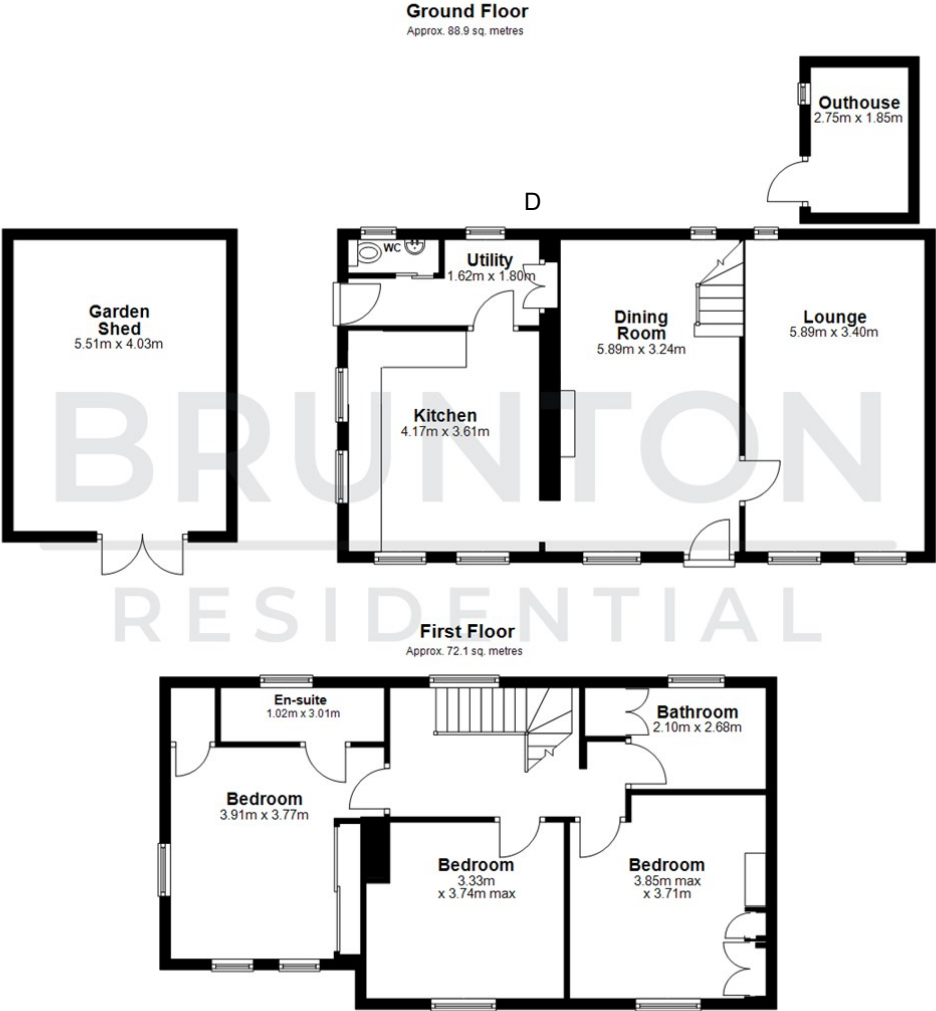 Ground Floor
Approx. 88.9 sq. metres
Outhouse
2.75m x 1.85m
D
WC
Utility
1.62m x 1.80m
Garden
Shed
5.51m x 4.03m
Dining
Room
5.89m x 3.24m
Lounge
5.89m x 3.40m
Kitchen
4.17m x 3.61m
BRUNTON
RESIDENTIAL
First Floor
Approx. 72.1 sq. metres
En-suite
1.02m x 3.01m
Bathroom
2.10m x 2.68m
Bedroom
3.91m x 3.77m
Bedroom
3.33m
x 3.74m max
Bedroom
3.85m max
x 3.71m